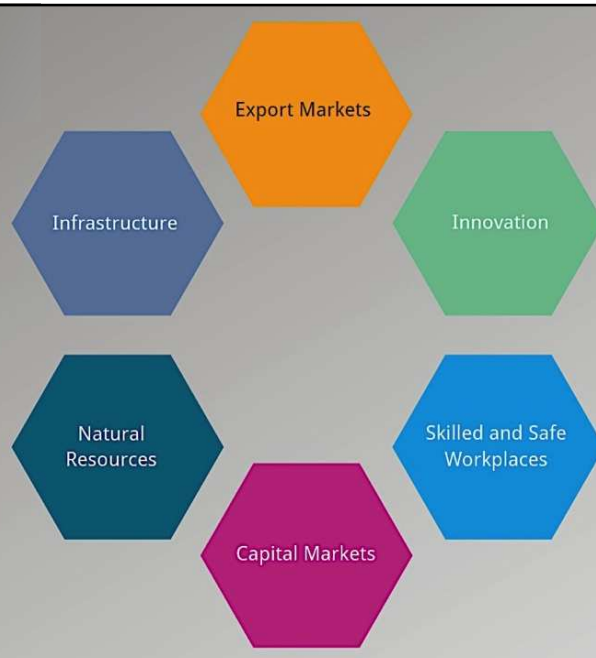 Export Markets
Infrastructure
Innovation
Natural
Resources
Skilled and Safe
Workplaces
Capital Markets